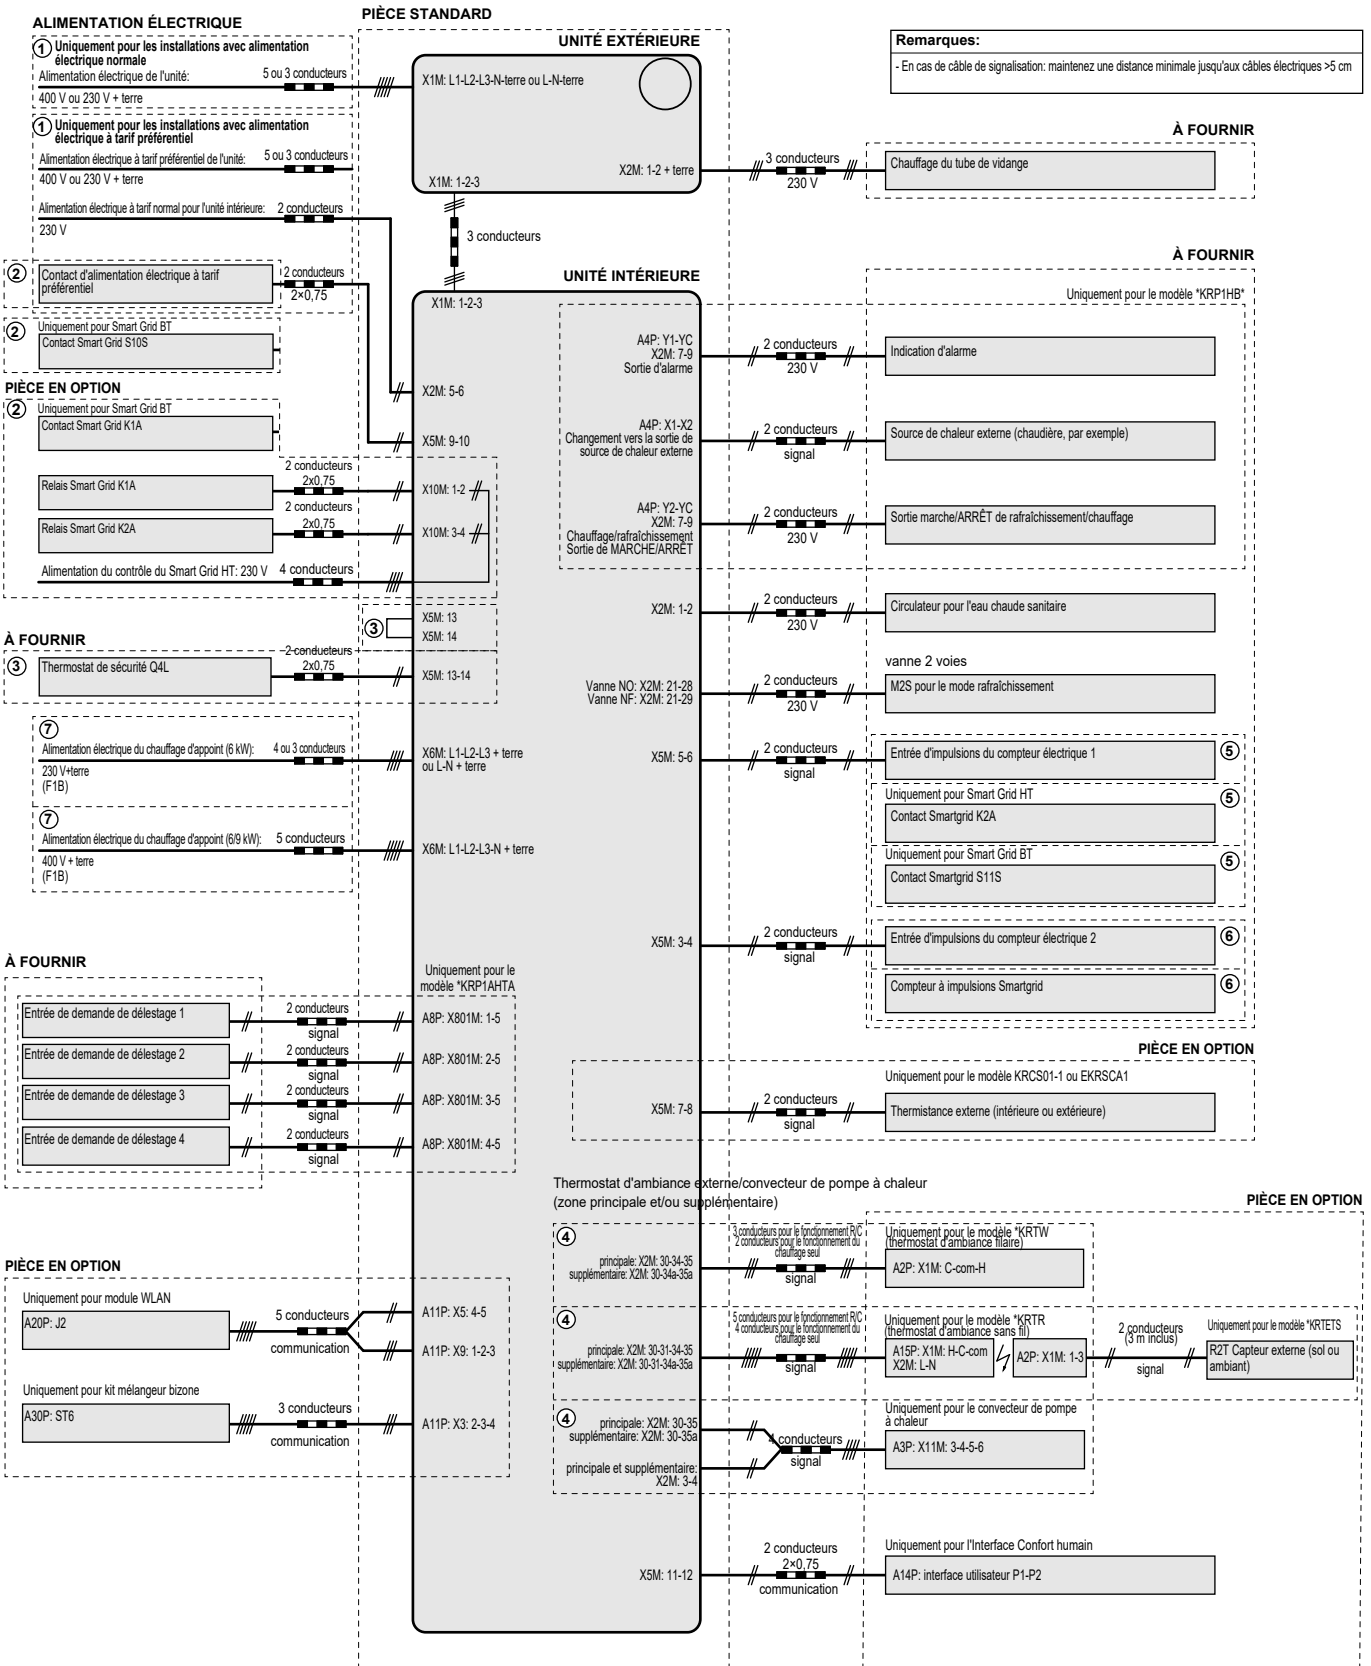 ALIMENTATION ÉLECTRIQUE
PIÈCE STANDARD
1 Uniquement pour les installations avec alimentation
électrique normale
Alimentation électrique de l'unité:
5 ou 3 conducteurs
400 V ou 230 V + terre
1 Uniquement pour les installations avec alimentation
électrique à tarif préférentiel
Alimentation électrique à tarif préférentiel de l'unité:
5 ou 3 conducteurs
400 V ou 230 V + terre
Alimentation électrique à tarif normal pour l'unité intérieure:
2 conducteurs
230 V
2
Contact d'alimentation électrique à tarif
préférentiel
2 conducteurs
2×0,75
2
Uniquement pour Smart Grid BT
Contact Smart Grid S10S
PIÈCE EN OPTION
2
Uniquement pour Smart Grid BT
Contact Smart Grid K1A
Relais Smart Grid K1A
2 conducteurs
2x0,75
Relais Smart Grid K2A
2 conducteurs
2x0,75
Alimentation du contrôle du Smart Grid HT: 230 V
4 conducteurs
À FOURNIR
3
Thermostat de sécurité Q4L
2 conducteurs
2x0,75
7
Alimentation électrique du chauffage d'appoint (6 kW):
4 ou 3 conducteurs
230 V+terre
(F1B)
7
Alimentation électrique du chauffage d'appoint (6/9 kW):
5 conducteurs
400 V + terre
(F1B)
À FOURNIR
Entrée de demande de délestage 1
2 conducteurs
signal
Entrée de demande de délestage 2
2 conducteurs
signal
Entrée de demande de délestage 3
2 conducteurs
signal
Entrée de demande de délestage 4
2 conducteurs
signal
PIÈCE EN OPTION
Uniquement pour module WLAN
A20P: J2
5 conducteurs
communication
Uniquement pour kit mélangeur bizone
A30P: ST6
3 conducteurs
communication
UNITÉ EXTÉRIEURE
X1M: L1-L2-L3-N-terre ou L-N-terre
X2M: 1-2 + terre
X1M: 1-2-3
3 conducteurs
UNITÉ INTÉRIEURE
X1M: 1-2-3
X2M: 5-6
X5M: 9-10
X10M: 1-2
X10M: 3-4
3
X5M: 13
X5M: 14
X5M: 13-14
X6M: L1-L2-L3 + terre
ou L-N + terre
X6M: L1-L2-L3-N + terre
Uniquement pour le
modèle *KRP1AHTA
A8P: X801M: 1-5
A8P: X801M: 2-5
A8P: X801M: 3-5
A8P: X801M: 4-5
A11P: X5: 4-5
A11P: X9: 1-2-3
A11P: X3: 2-3-4
Remarques:
- En cas de câble de signalisation: maintenez une distance minimale jusqu'aux câbles électriques >5 cm
À FOURNIR
3 conducteurs
230 V
Chauffage du tube de vidange
À FOURNIR
Uniquement pour le modèle *KRP1HB*
A4P: Y1-YC
X2M: 7-9
Sortie d'alarme
2 conducteurs
230 V
Indication d'alarme
A4P: X1-X2
Changement vers la sortie de
source de chaleur externe
2 conducteurs
signal
Source de chaleur externe (chaudière, par exemple)
A4P: Y2-YC
X2M: 7-9
Chauffage/rafraîchissement
Sortie de MARCHE/ARRÊT
2 conducteurs
230 V
Sortie marche/ARRÊT de rafraîchissement/chauffage
X2M: 1-2
2 conducteurs
230 V
Circulateur pour l'eau chaude sanitaire
vanne 2 voies
Vanne NO: X2M: 21-28
Vanne NF: X2M: 21-29
2 conducteurs
230 V
M2S pour le mode rafraîchissement
X5M: 5-6
2 conducteurs
signal
Entrée d'impulsions du compteur électrique 1
5
Uniquement pour Smart Grid HT
5
Contact Smartgrid K2A
Uniquement pour Smart Grid BT
5
Contact Smartgrid S11S
X5M: 3-4
2 conducteurs
signal
Entrée d'impulsions du compteur électrique 2
6
Compteur à impulsions Smartgrid
6
PIÈCE EN OPTION
Uniquement pour le modèle KRCS01-1 ou EKRSCA1
X5M: 7-8
2 conducteurs
signal
Thermistance externe (intérieure ou extérieure)
Thermostat d'ambiance externe/convecteur de pompe à chaleur
(zone principale et/ou supplémentaire)
PIÈCE EN OPTION
4
principale: X2M: 30-34-35
supplémentaire: X2M: 30-34a-35a
3 conducteurs pour le fonctionnement R/C
2 conducteurs pour le fonctionnement du
chauffage seul
signal
Uniquement pour le modèle *KRTW
(thermostat d'ambiance filaire)
A2P: X1M: C-com-H
4
principale: X2M: 30-31-34-35
supplémentaire: X2M: 30-31-34a-35a
5 conducteurs pour le fonctionnement R/C
4 conducteurs pour le fonctionnement du
chauffage seul
signal
Uniquement pour le modèle *KRTR
(thermostat d'ambiance sans fil)
A15P: X1M: H-C-com
X2M: L-N
A2P: X1M: 1-3
2 conducteurs
(3 m inclus)
signal
Uniquement pour le modèle *KRTETS
R2T Capteur externe (sol ou
ambiant)
4
principale: X2M: 30-35
supplémentaire: X2M: 30-35a
principale et supplémentaire:
X2M: 3-4
4 conducteurs
signal
Uniquement pour le convecteur de pompe
à chaleur
A3P: X11M: 3-4-5-6
X5M: 11-12
2 conducteurs
2×0,75
communication
Uniquement pour l'Interface Confort humain
A14P: interface utilisateur P1-P2